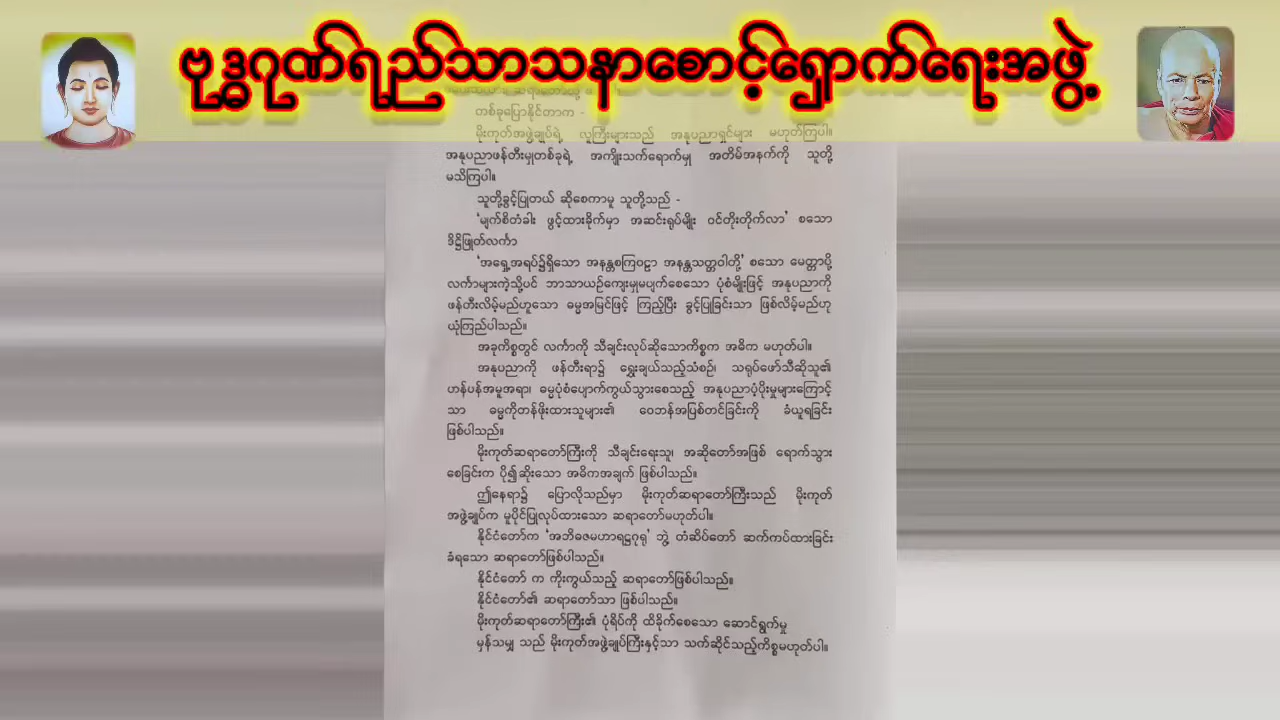 ဗုဒ္ဓဂုဏ်ရည်သာသနာစောင့်ရှောက်ရေးအဖွဲ့
တစ်ခုပြောနိုင်တာက -
မိုးကုတ်အဖွဲ့ချုပ်ရဲ့ လူကြီးများသည် အနုပညာရှင်များ မဟုတ်ကြပါ။
အနုပညာဖန်တီးမှုတစ်ခုရဲ့ အကျိုးသက်ရောက်မှု အတိမ်အနက်ကို သူတို့
မသိကြပါ။
သူတို့ခွင့်ပြုတယ် ဆိုစေကာမူ သူတို့သည် -
‘မျက်စိတံခါး ဖွင့်ထားခိုက်မှာ အဆင်းရုပ်မျိုး ဝင်တိုးတိုက်လာ’ စသော
ဒိဋ္ဌိဖြုတ်လင်္ကာ
‘အရှေ့အရပ်၌ရှိသော အနန္တစကြဝဠာ အနန္တသတ္တဝါတို့’ စသော မေတ္တာပို့
လင်္ကာများကဲ့သို့ပင် ဘာသာယဉ်ကျေးမှုမပျက်စေသော ပုံစံမျိုးဖြင့် အနုပညာကို
ဖန်တီးလိမ့်မည်ဟူသော ဓမ္မအမြင်ဖြင့် ကြည့်ပြီး ခွင့်ပြုခြင်းသာ ဖြစ်လိမ့်မည်ဟု
ယုံကြည်ပါသည်။
အခုကိစ္စတွင် လင်္ကာကို သီချင်းလုပ်ဆိုသောကိစ္စက အဓိက မဟုတ်ပါ။
အနုပညာကို ဖန်တီးရာ၌ ရွေးချယ်သည့်သံစဉ်၊ သရုပ်ဖော်သီဆိုသူ၏
ဟန်ပန်အမူအရာ၊ ဓမ္မပုံစံပျောက်ကွယ်သွားစေသည့် အနုပညာပံ့ပိုးမှုများကြောင့်
သာ ဓမ္မကိုတန်ဖိုးထားသူများ၏ ဝေဘန်အပြစ်တင်ခြင်းကို ခံယူရခြင်း
ဖြစ်ပါသည်။
မိုးကုတ်ဆရာတော်ကြီးကို သီချင်းရေးသူ၊ အဆိုတော်အဖြစ် ရောက်သွား
စေခြင်းက ပို၍ဆိုးသော အဓိကအချက် ဖြစ်ပါသည်။
ဤနေရာ၌ ပြောလိုသည်မှာ မိုးကုတ်ဆရာတော်ကြီးသည် မိုးကုတ်
အဖွဲ့ချုပ်က မူပိုင်ပြုလုပ်ထားသော ဆရာတော်မဟုတ်ပါ။
နိုင်ငံတော်က ‘အဘိဓဇမဟာရဋ္ဌဂုရု’ ဘွဲ့ တံဆိပ်တော် ဆက်ကပ်ထားခြင်း
ခံရသော ဆရာတော်ဖြစ်ပါသည်။
နိုင်ငံတော် က ကိုးကွယ်သည့် ဆရာတော်ဖြစ်ပါသည်။
နိုင်ငံတော်၏ ဆရာတော်သာ ဖြစ်ပါသည်။
မိုးကုတ်ဆရာတော်ကြီး၏ ပုံရိပ်ကို ထိခိုက်စေသော ဆောင်ရွက်မှု
မှန်သမျှ သည် မိုးကုတ်အဖွဲ့ချုပ်ကြီးနှင့်သာ သက်ဆိုင်သည့်ကိစ္စမဟုတ်ပါ။